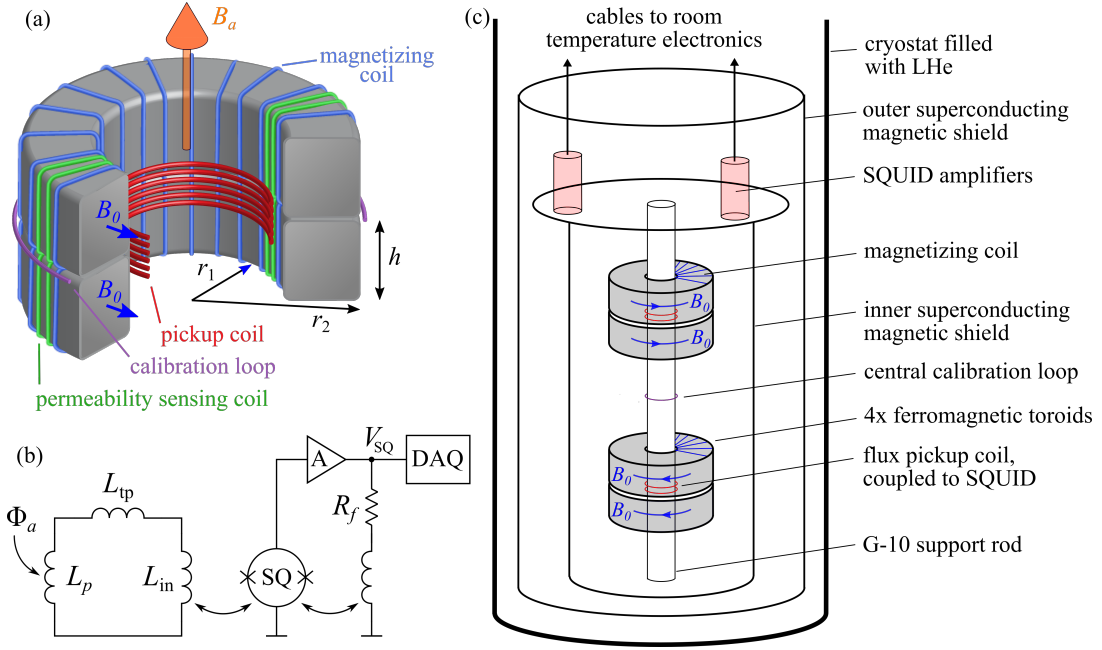 (a)
B_a
magnetizing
coil
B_0
B_0
r_1
r_2
h
pickup coil
calibration loop
permeability sensing coil
(b)
L_tp
Φ_a
L_p
L_in
SQ
A
V_SQ
DAQ
R_f
(c)
cables to room
temperature electronics
cryostat filled
with LHe
outer superconducting
magnetic shield
SQUID amplifiers
magnetizing coil
B_0
B_0
inner superconducting
magnetic shield
central calibration loop
4x ferromagnetic toroids
flux pickup coil,
coupled to SQUID
B_0
B_0
G-10 support rod